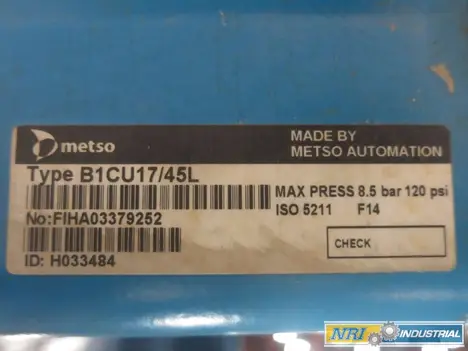 metso
MADE BY
METSO AUTOMATION
Type B1CU17/45L
MAX PRESS 8.5 bar 120 psi
No:FIHA03379252
ISO 5211 F14
CHECK
ID: H033484
NRI INDUSTRIAL